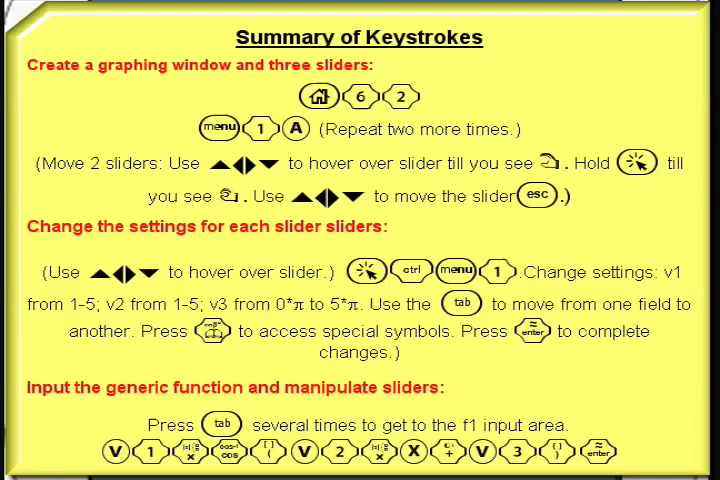 Summary of Keystrokes
Create a graphing window and three sliders:
6 2
menu 1 A (Repeat two more times.)
(Move 2 sliders: Use to hover over slider till you see . Hold till
you see . Use to move the slider esc .)
Change the settings for each slider sliders:
(Use to hover over slider.) ctrl menu 1 .Change settings: v1
from 1-5; v2 from 1-5; v3 from 0*π to 5*π. Use the tab to move from one field to
another. Press to access special symbols. Press ≈ enter to complete
changes.)
Input the generic function and manipulate sliders:
Press tab several times to get to the f1 input area.
V 1 × cos-1 cos [ ] ( V 2 × X + V 3 { } ) ≈ enter